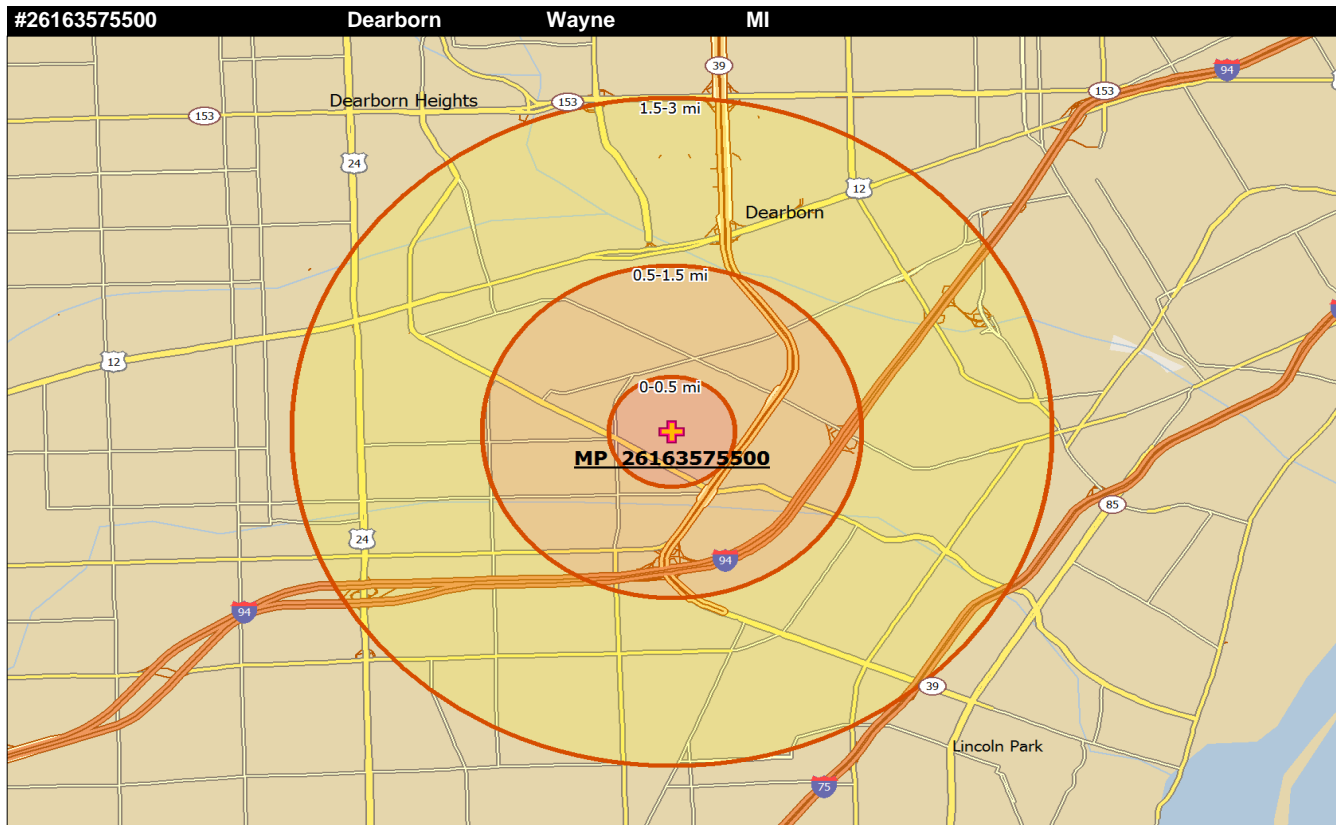 #26163575500 Dearborn Wayne MI
39
94
153
Dearborn Heights
153
153
1.5-3 mi
24
12
Dearborn
0.5-1.5 mi
12
0-0.5 mi
MP 26163575500
85
24
94
94
39
Lincoln Park
75